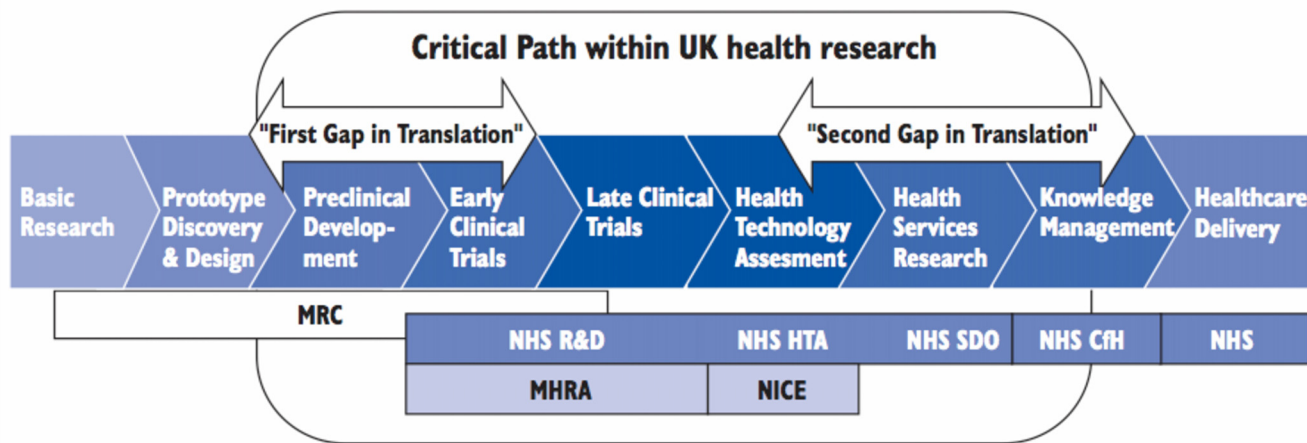 Critical Path within UK health research
"First Gap in Translation"
"Second Gap in Translation"
Basic
Research
Prototype
Discovery
& Design
Preclinical
Develop-
ment
Early
Clinical
Trials
Late Clinical
Trials
Health
Technology
Assesment
Health
Services
Research
Knowledge
Management
Healthcare
Delivery
MRC
NHS R&D
NHS HTA
NHS SDO
NHS CfH
NHS
MHRA
NICE